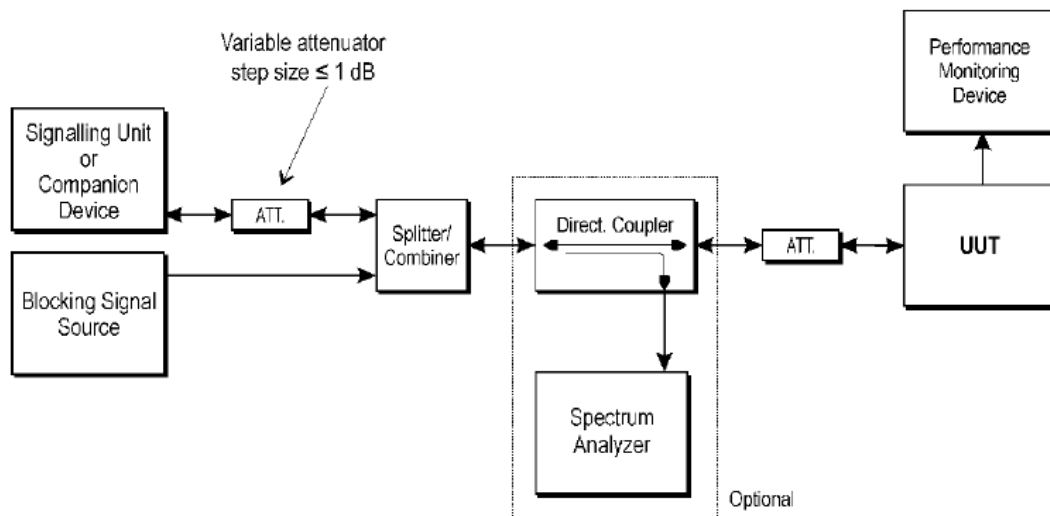 Variable attenuator
step size ≤ 1 dB
Performance
Monitoring
Device
Signalling Unit
or
Companion
Device
ATT.
Splitter/
Combiner
Direct. Coupler
ATT.
UUT
Blocking Signal
Source
Spectrum
Analyzer
Optional